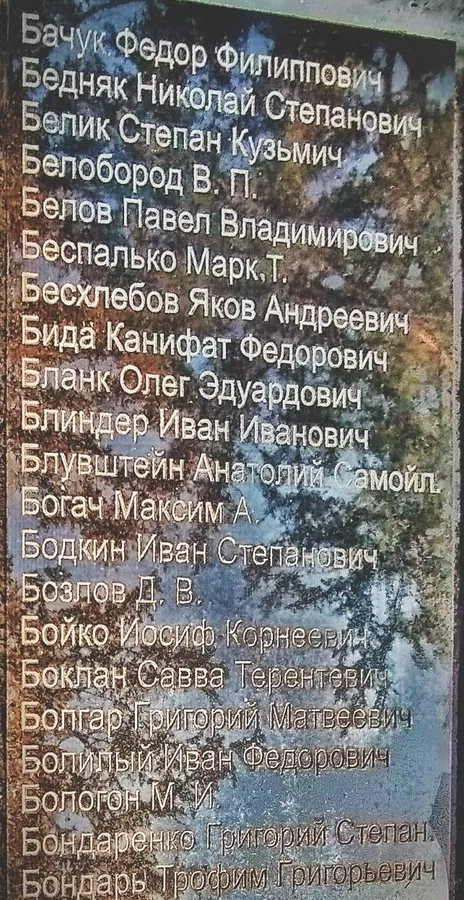 Бачук Федор Филиппович
Бедняк Николай Степанович
Белик Степан Кузьмич
Белобород В. П.
Белов Павел Владимирович
Беспалько Марк.Т.
Бесхлебов Яков Андреевич
Бида Канифат Федорович
Бланк Олег Эдуардович
Блиндер Иван Иванович
Блувштейн Анатолий Самойл.
Богач Максим А.
Бодкин Иван Степанович
Бозлов Д. В.
Бойко Иосиф Корнеевич
Боклан Савва Терентевич
Болгар Григорий Матвеевич
Болилый Иван Федорович
Бологон М. И.
Бондаренко Григорий Степан.
Бондарь Трофим Григорьевич